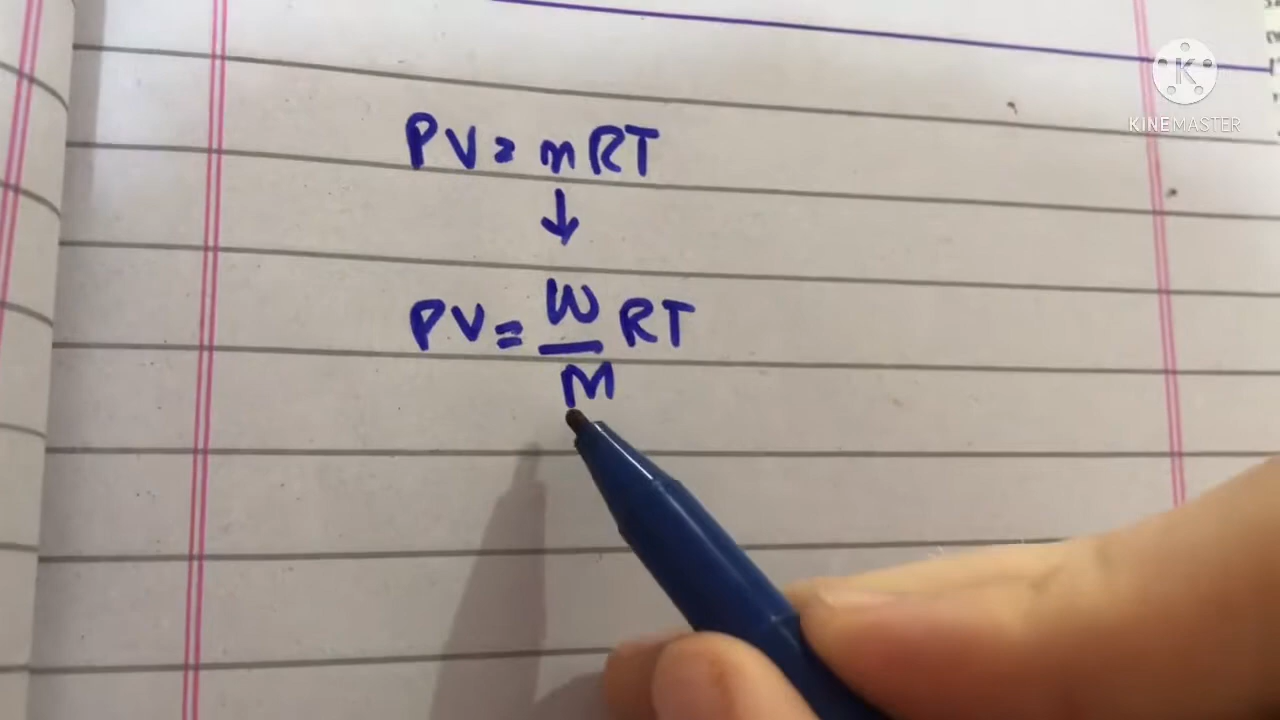 KINEMASTER
PV = nRT
↓
PV = W/M RT